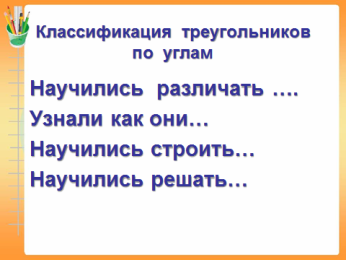 Классификация треугольников
по углам
Научились различать ….
Узнали как они…
Научились строить…
Научились решать…